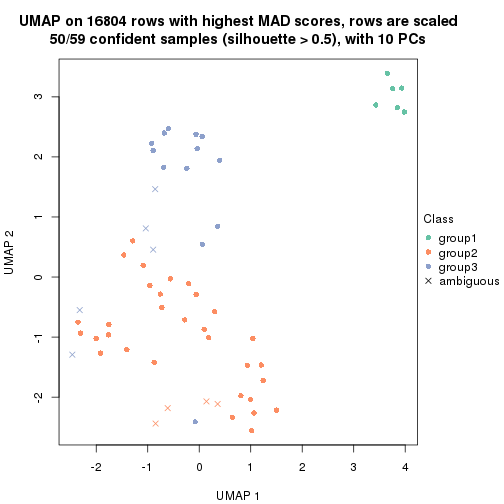 UMAP on 16804 rows with highest MAD scores, rows are scaled
50/59 confident samples (silhouette > 0.5), with 10 PCs
3
2
1
0
-1
-2
UMAP 2
-2 -1 0 1 2 3 4
UMAP 1
Class
group1
group2
group3
ambiguous